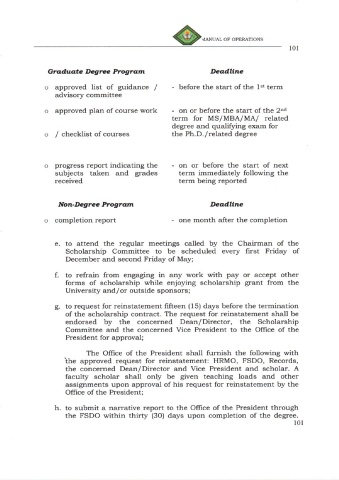 MANUAL OF OPERATIONS
101
Graduate Degree Program Deadline
o approved list of guidance / - before the start of the 1st term
advisory committee
o approved plan of course work - on or before the start of the 2nd
term for MS/MBA/MA/ related
degree and qualifying exam for
o / checklist of courses the Ph.D./related degree
o progress report indicating the - on or before the start of next
subjects taken and grades term immediately following the
received term being reported
Non-Degree Program Deadline
o completion report - one month after the completion
e. to attend the regular meetings called by the Chairman of the
Scholarship Committee to be scheduled every first Friday of
December and second Friday of May;
f. to refrain from engaging in any work with pay or accept other
forms of scholarship while enjoying scholarship grant from the
University and/or outside sponsors;
g. to request for reinstatement fifteen (15) days before the termination
of the scholarship contract. The request for reinstatement shall be
endorsed by the concerned Dean/Director, the Scholarship
Committee and the concerned Vice President to the Office of the
President for approval;
The Office of the President shall furnish the following with
the approved request for reinstatement: HRMO, FSDO, Records,
the concerned Dean/Director and Vice President and scholar. A
faculty scholar shall only be given teaching loads and other
assignments upon approval of his request for reinstatement by the
Office of the President;
h. to submit a narrative report to the Office of the President through
the FSDO within thirty (30) days upon completion of the degree.
101